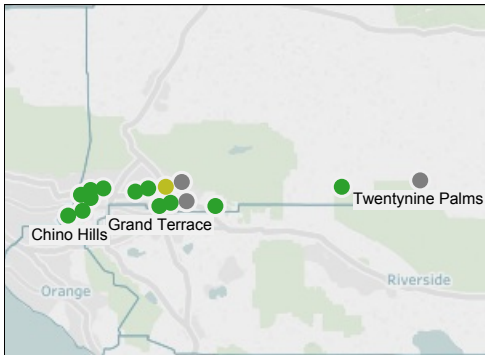 Twentynine Palms
Grand Terrace
Chino Hills
Riverside
Orange